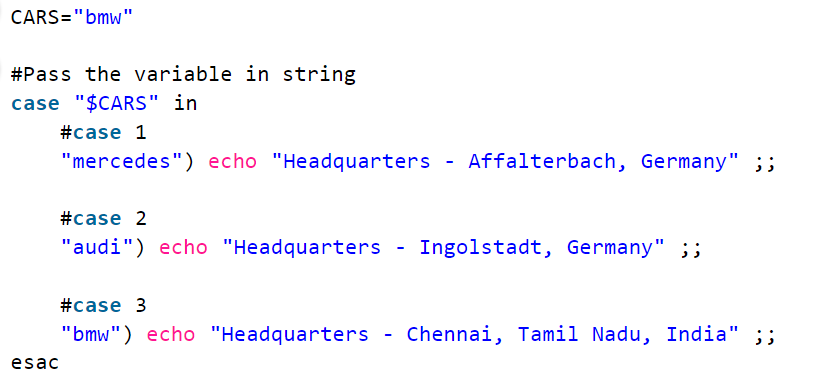 CARS="bmw"
#Pass the variable in string
case "$CARS" in
#case 1
"mercedes") echo "Headquarters - Affalterbach, Germany" ;;
#case 2
"audi") echo "Headquarters - Ingolstadt, Germany" ;;
#case 3
"bmw") echo "Headquarters - Chennai, Tamil Nadu, India" ;;
esac